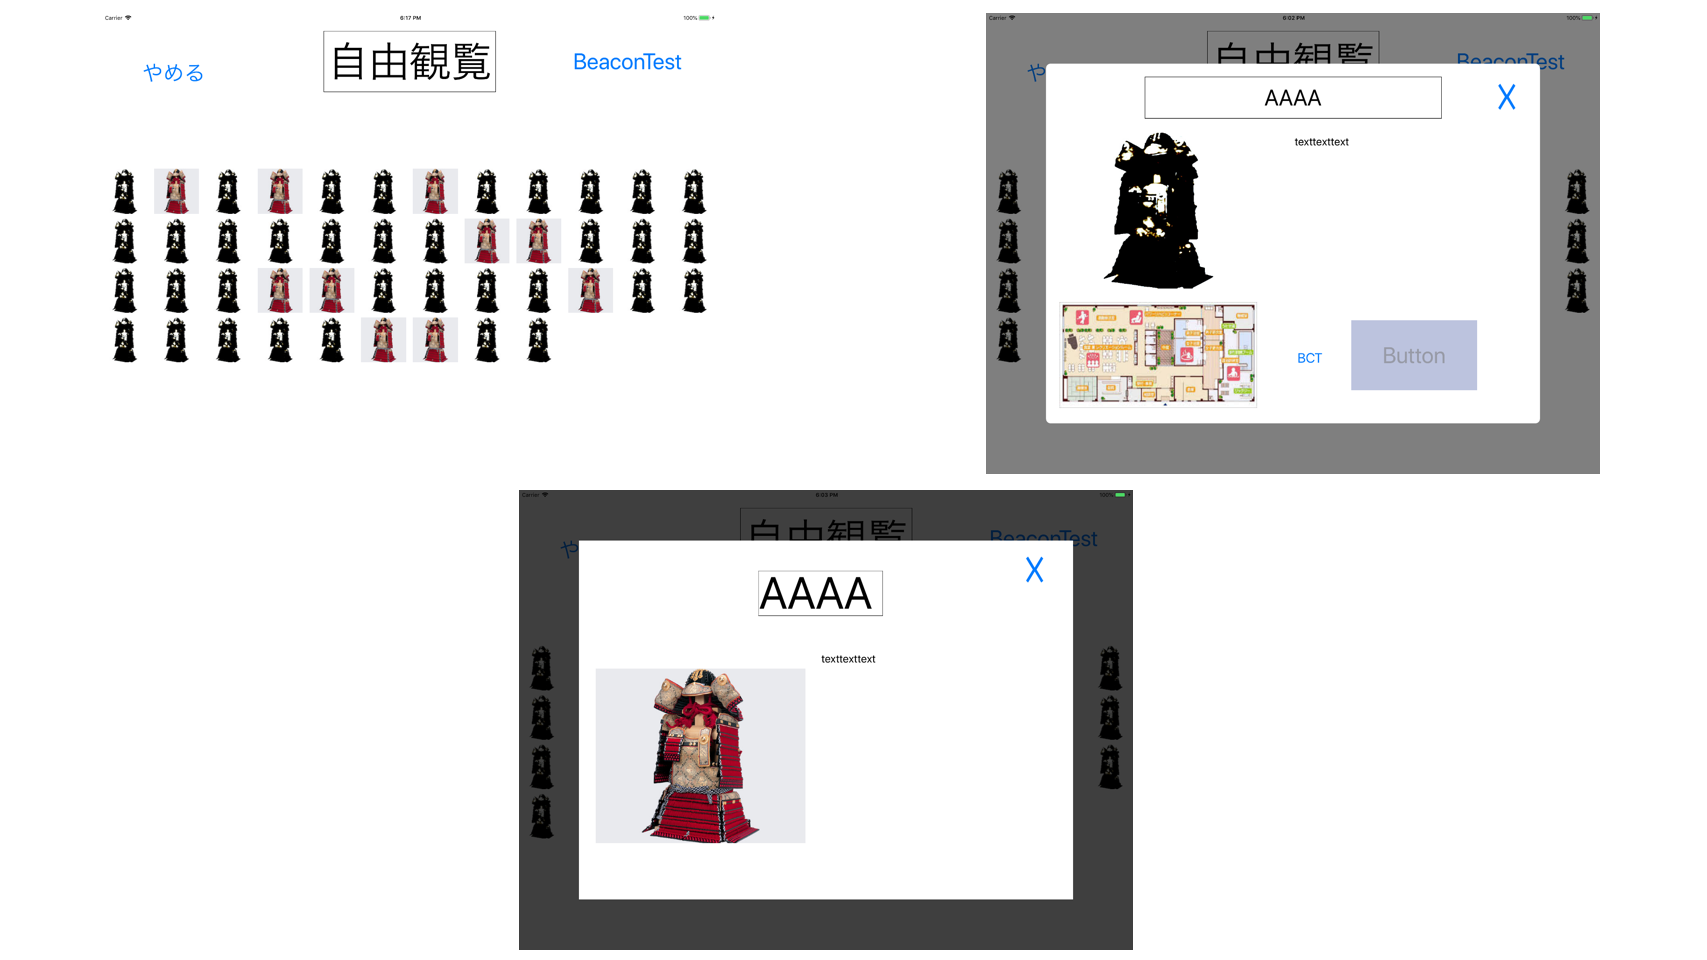 Carrier
6:17 PM
100%
やめる
自由観覧
BeaconTest
Carrier
6:02 PM
100%
や
自由観覧
BeaconTest
AAAA
X
texttexttext
BCT
Button
Carrier
6:03 PM
100%
や
自由観覧
BeaconTest
X
AAAA
texttexttext